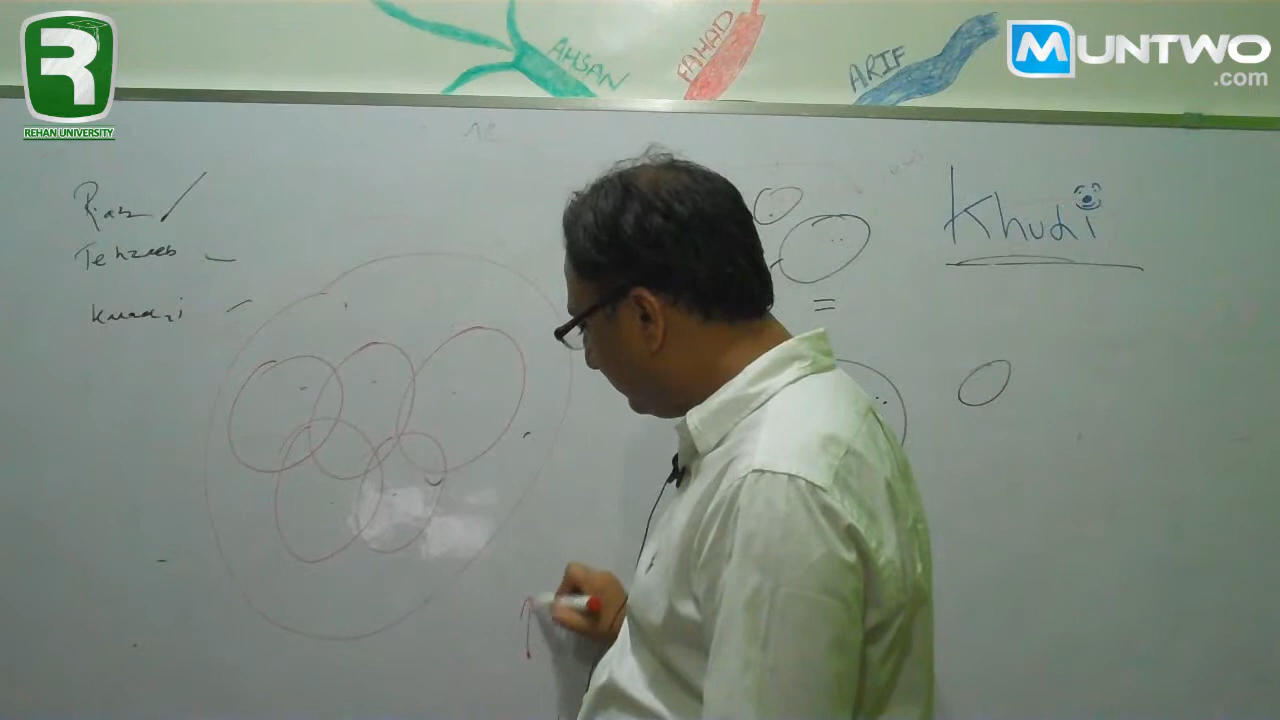 REHAN UNIVERSITY
AHSAN
FAHAD
ARIF
MUNTWO
.com
Riaz
Tehzeeb
Khudi
=